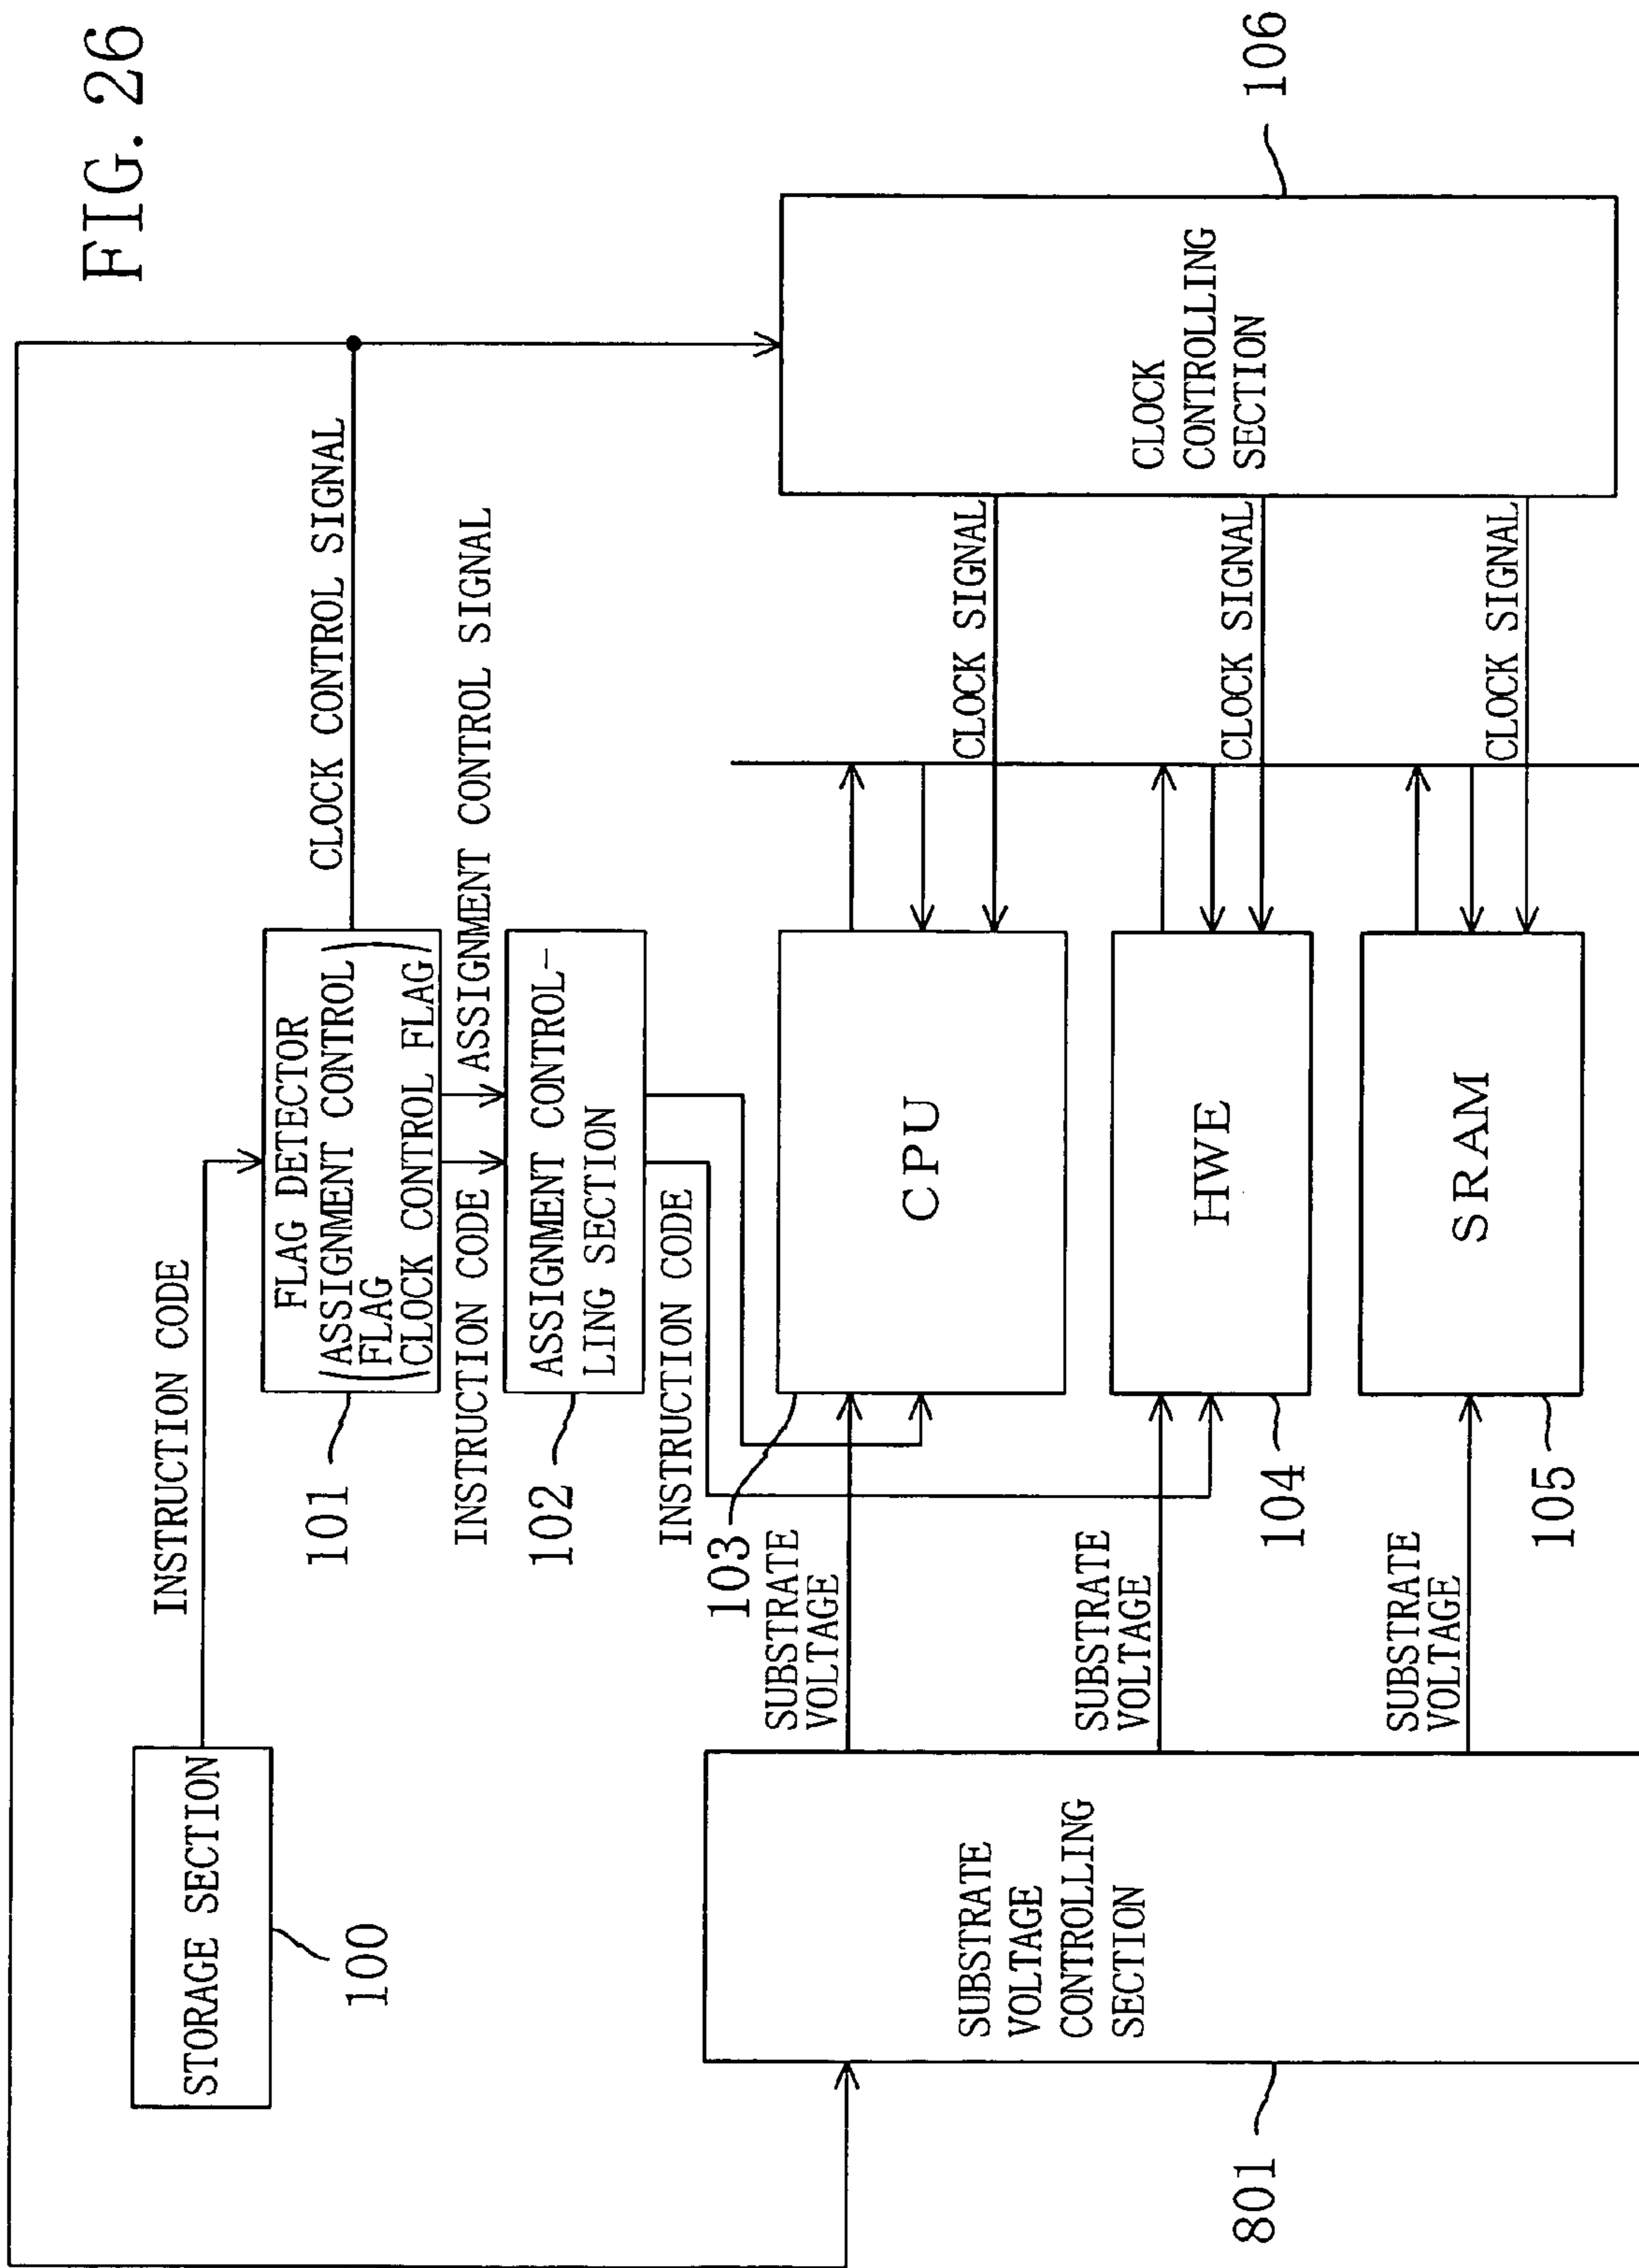 FIG. 26
STORAGE SECTION
100
INSTRUCTION CODE
FLAG DETECTOR
(ASSIGNMENT CONTROL)
FLAG
CLOCK CONTROL FLAG
101
CLOCK CONTROL SIGNAL
INSTRUCTION CODE
ASSIGNMENT CONTROL SIGNAL
ASSIGNMENT CONTROL-
LING SECTION
102
INSTRUCTION CODE
103
SUBSTRATE
VOLTAGE
CPU
CLOCK SIGNAL
SUBSTRATE
VOLTAGE
HWE
104
CLOCK SIGNAL
SUBSTRATE
VOLTAGE
SRAM
105
CLOCK SIGNAL
SUBSTRATE
VOLTAGE
CONTROLLING
SECTION
801
CLOCK
CONTROLLING
SECTION
106